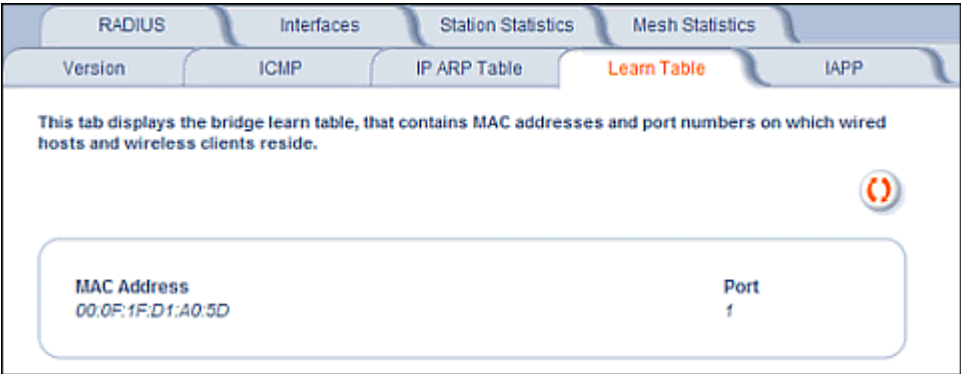 RADIUS Interfaces Station Statistics Mesh Statistics
Version ICMP IP ARP Table Learn Table IAPP
This tab displays the bridge learn table, that contains MAC addresses and port numbers on which wired
hosts and wireless clients reside.
MAC Address Port
00:0F:1F:D1:A0:5D 1